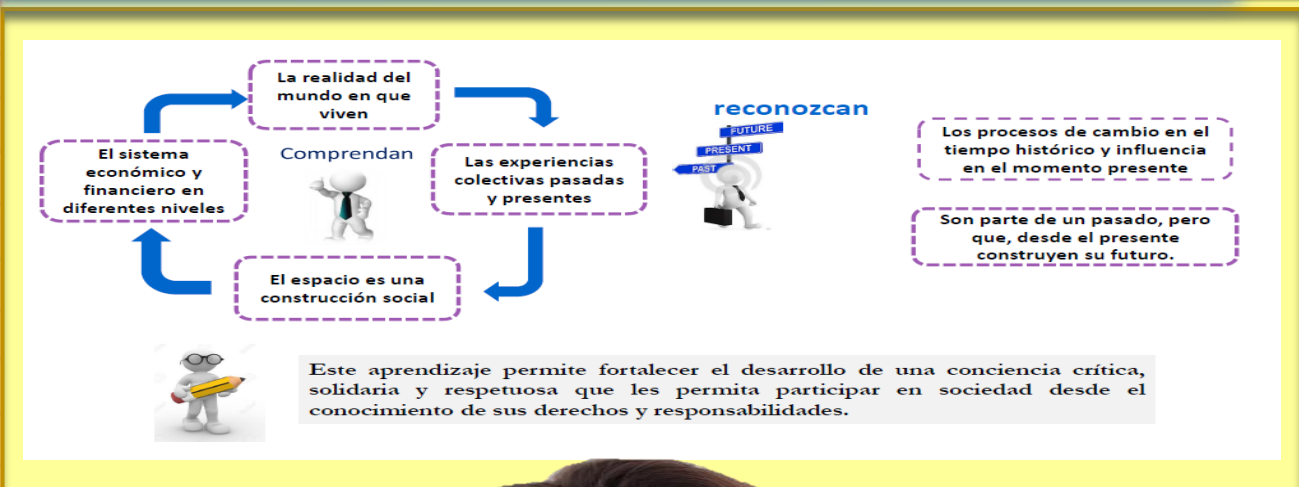 La realidad del
mundo en que
viven
El sistema
económico y
financiero en
diferentes niveles
Comprendan
Las experiencias
colectivas pasadas
y presentes
El espacio es una
construcción social
reconozcan
FUTURE
PRESENT
PAST
Los procesos de cambio en el
tiempo histórico y influencia
en el momento presente
Son parte de un pasado, pero
que, desde el presente
construyen su futuro.
Este aprendizaje permite fortalecer el desarrollo de una conciencia crítica,
solidaria y respetuosa que les permita participar en sociedad desde el
conocimiento de sus derechos y responsabilidades.